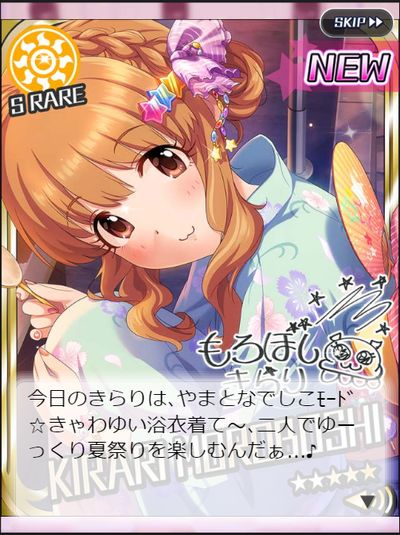 SKIP
NEW
S RARE
もろぼし
きらり
今日のきらりは、やまとなでしこﾓｰﾄﾞ
☆きゃわゆい浴衣着て～、二人でゆー
っくり夏祭りを楽しむんだぁ…♪
KIRARI MOROBOSHI